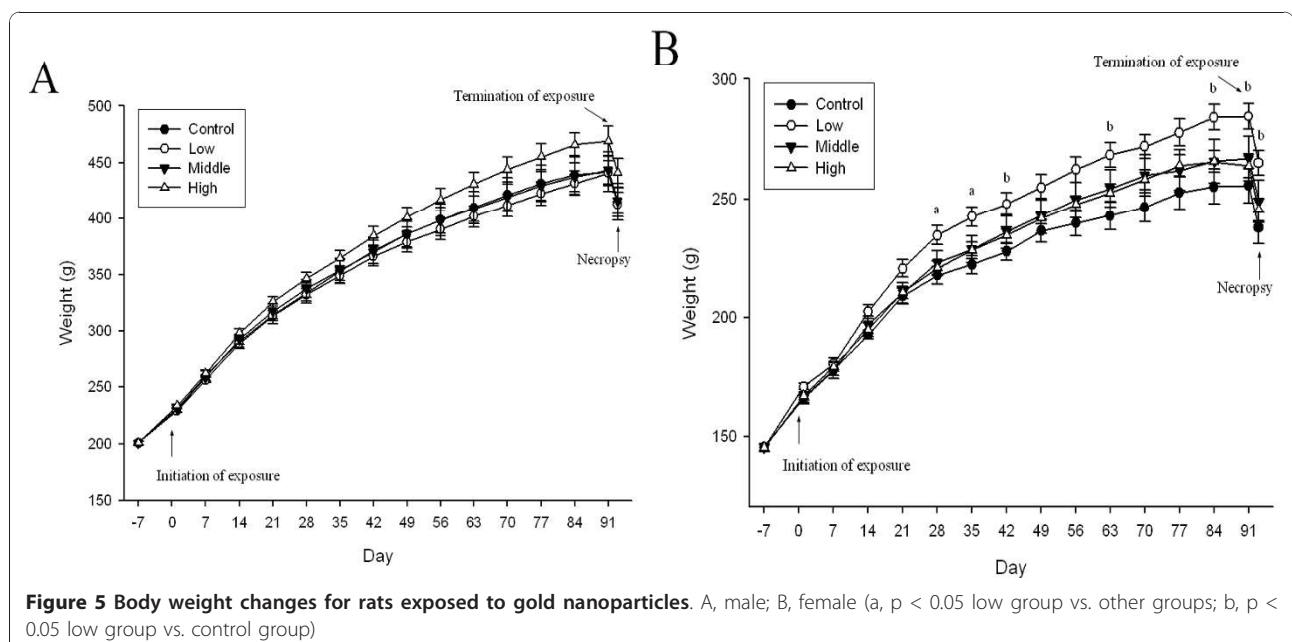 A
500
450
400
350
300
250
200
150
Weight (g)
Control
Low
Middle
High
Termination of exposure
Necropsy
Initiation of exposure
-7 0 7 14 21 28 35 42 49 56 63 70 77 84 91
Day
B
300
250
200
150
Weight (g)
Control
Low
Middle
High
Termination of exposure
a a b b b b b
Necropsy
Initiation of exposure
-7 0 7 14 21 28 35 42 49 56 63 70 77 84 91
Day
Figure 5 Body weight changes for rats exposed to gold nanoparticles. A, male; B, female (a, p < 0.05 low group vs. other groups; b, p <
0.05 low group vs. control group)